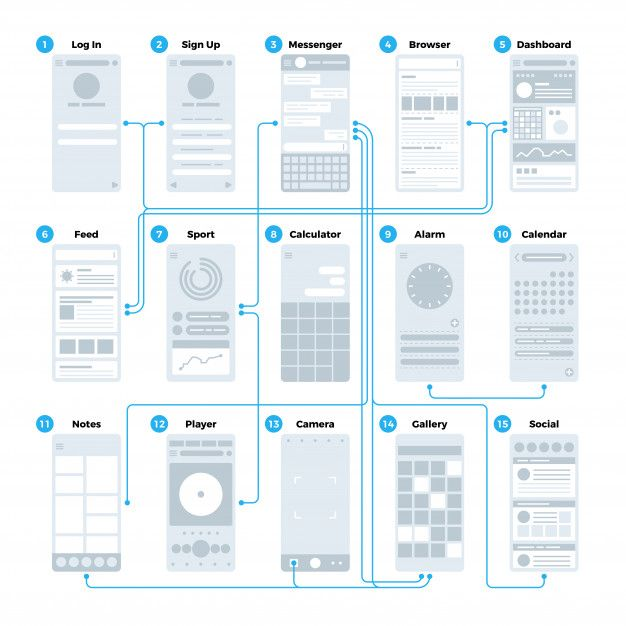 1 Log In
2 Sign Up
3 Messenger
4 Browser
5 Dashboard
6 Feed
7 Sport
8 Calculator
9 Alarm
10 Calendar
11 Notes
12 Player
13 Camera
14 Gallery
15 Social